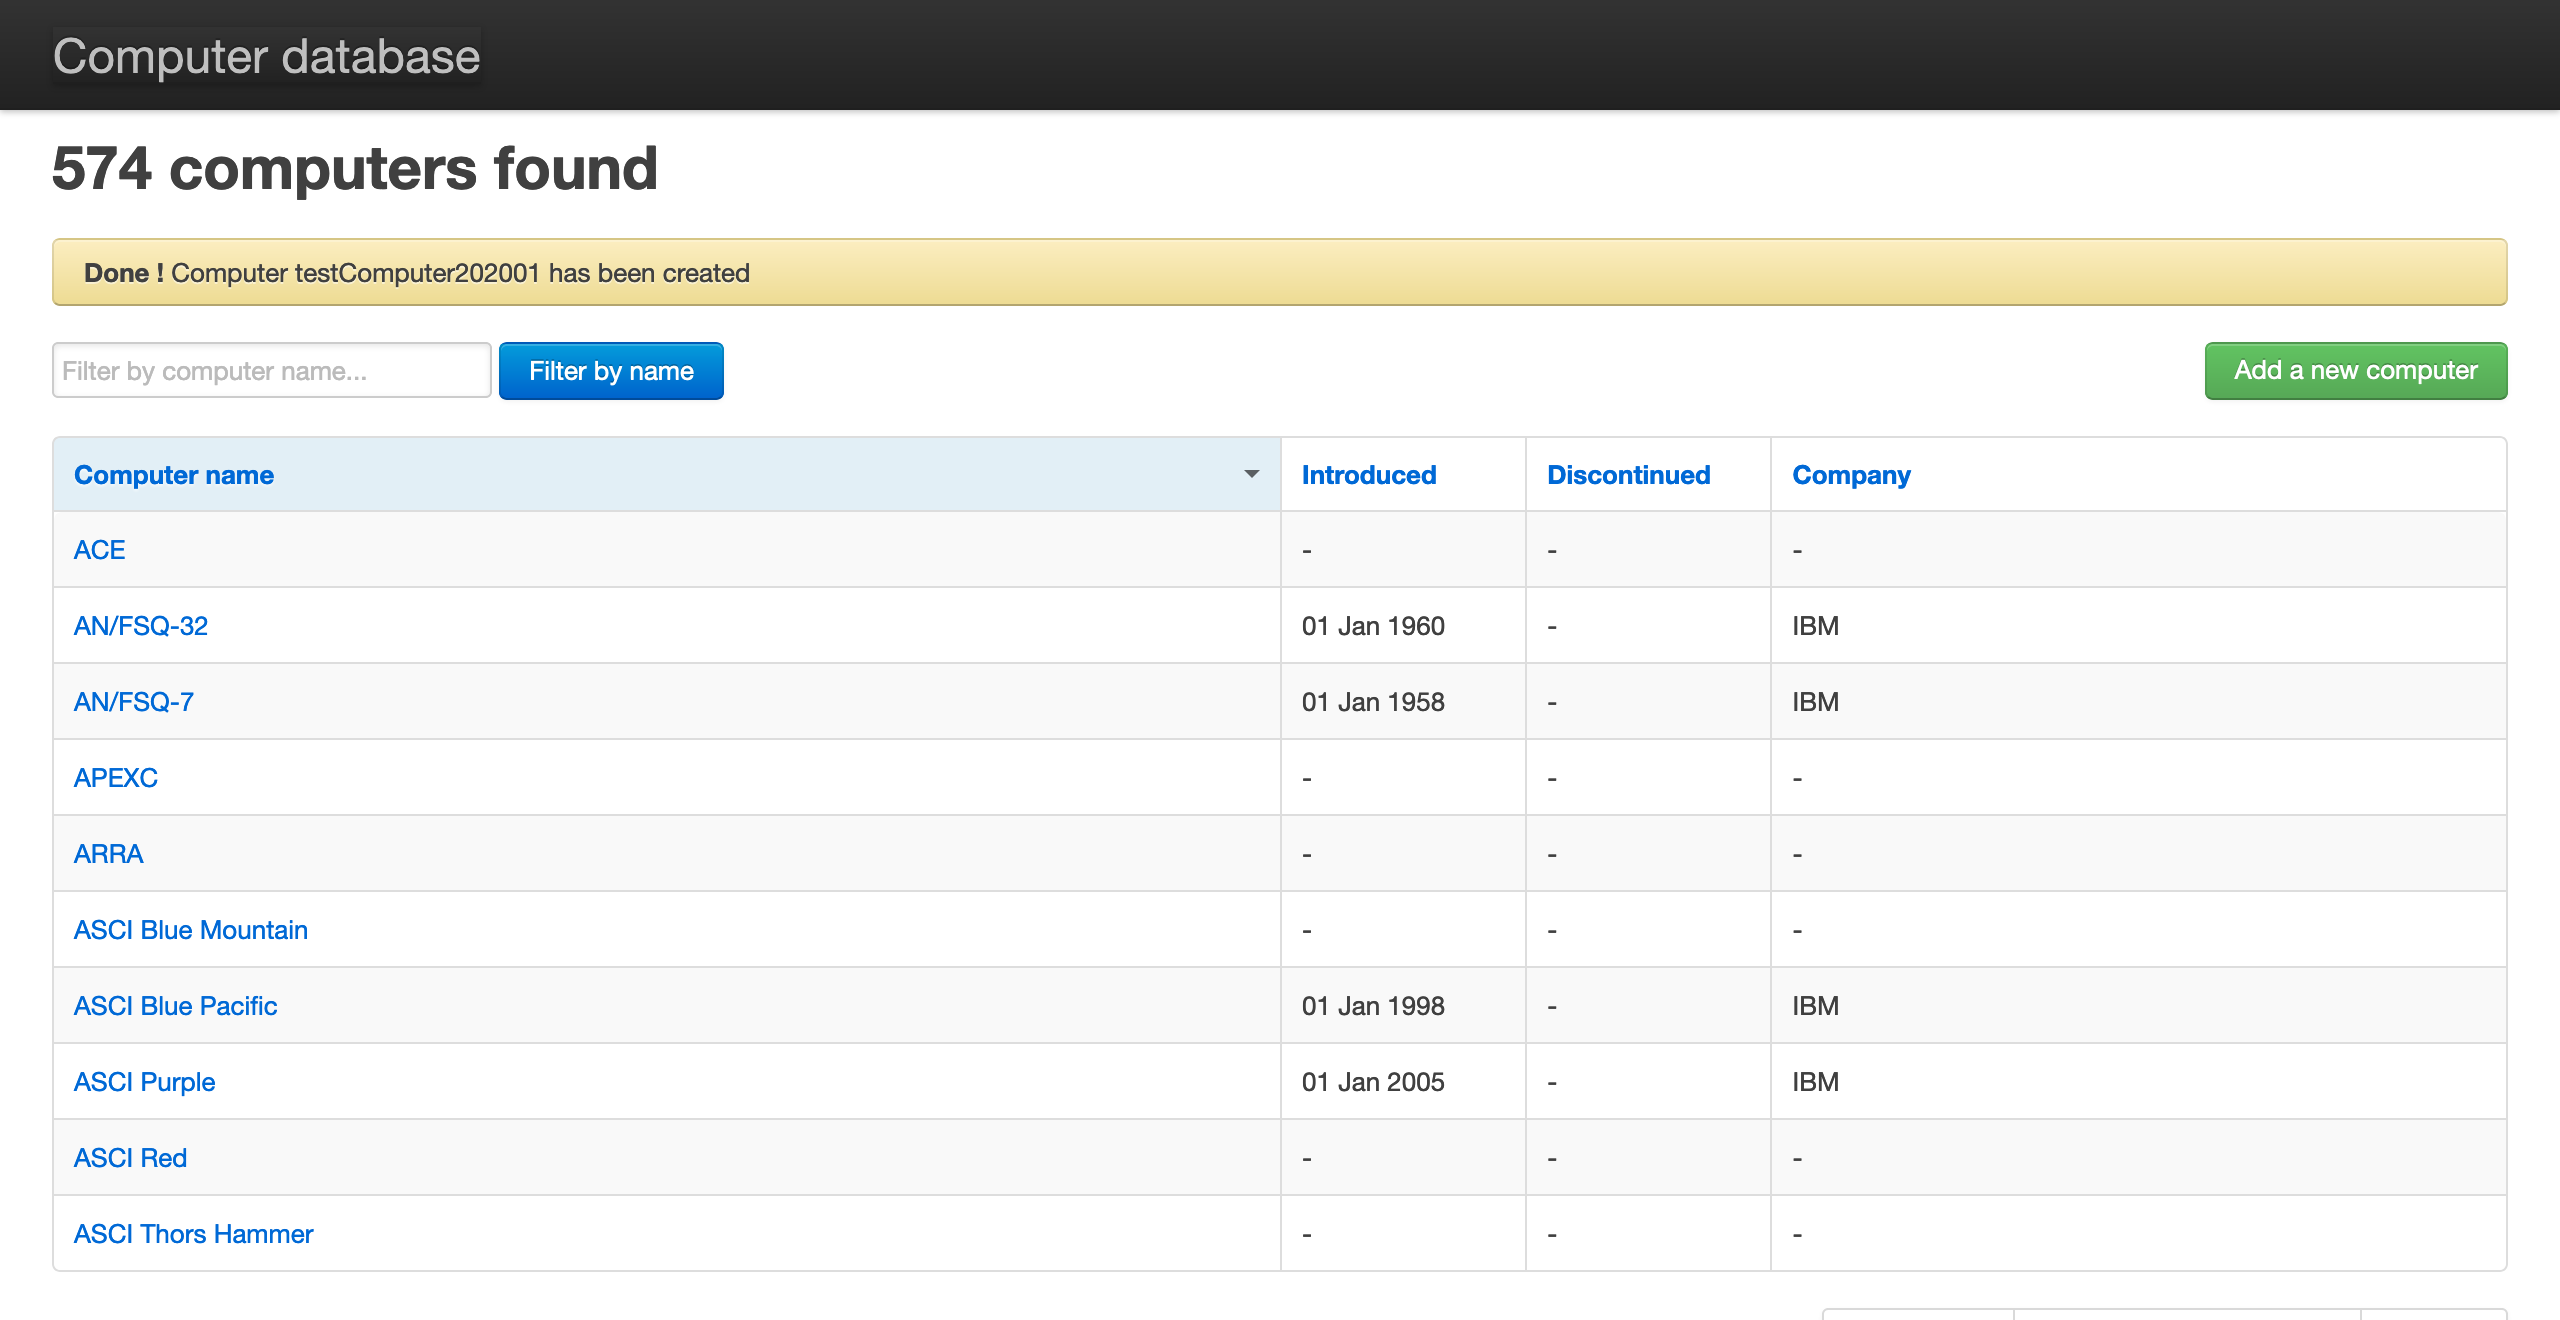 Computer database
574 computers found
Done ! Computer testComputer202001 has been created
Filter by computer name... Filter by name Add a new computer
Computer name Introduced Discontinued Company
ACE - - -
AN/FSQ-32 01 Jan 1960 - IBM
AN/FSQ-7 01 Jan 1958 - IBM
APEXC - - -
ARRA - - -
ASCI Blue Mountain - - -
ASCI Blue Pacific 01 Jan 1998 - IBM
ASCI Purple 01 Jan 2005 - IBM
ASCI Red - - -
ASCI Thors Hammer - - -